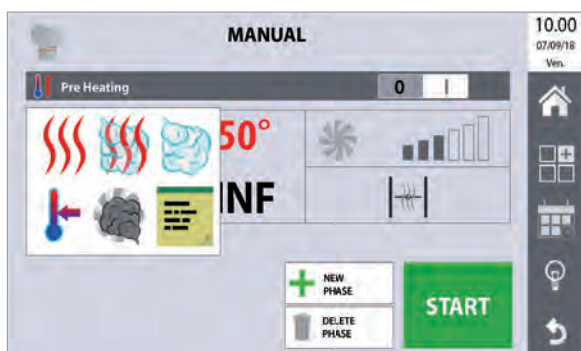 MANUAL
10.00
07/09/18
Ven.
Pre Heating
0 I
50°
INF
NEW
PHASE
DELETE
PHASE
START